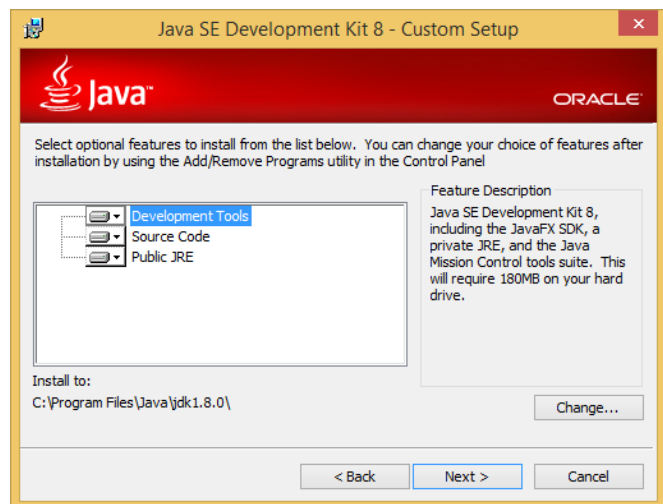 Java SE Development Kit 8 - Custom Setup
Java™
ORACLE®
Select optional features to install from the list below. You can change your choice of features after
installation by using the Add/Remove Programs utility in the Control Panel
Development Tools
Source Code
Public JRE
Feature Description
Java SE Development Kit 8,
including the JavaFX SDK, a
private JRE, and the Java
Mission Control tools suite. This
will require 180MB on your hard
drive.
Install to:
C:\Program Files\Java\jdk1.8.0\
Change...
< Back
Next >
Cancel